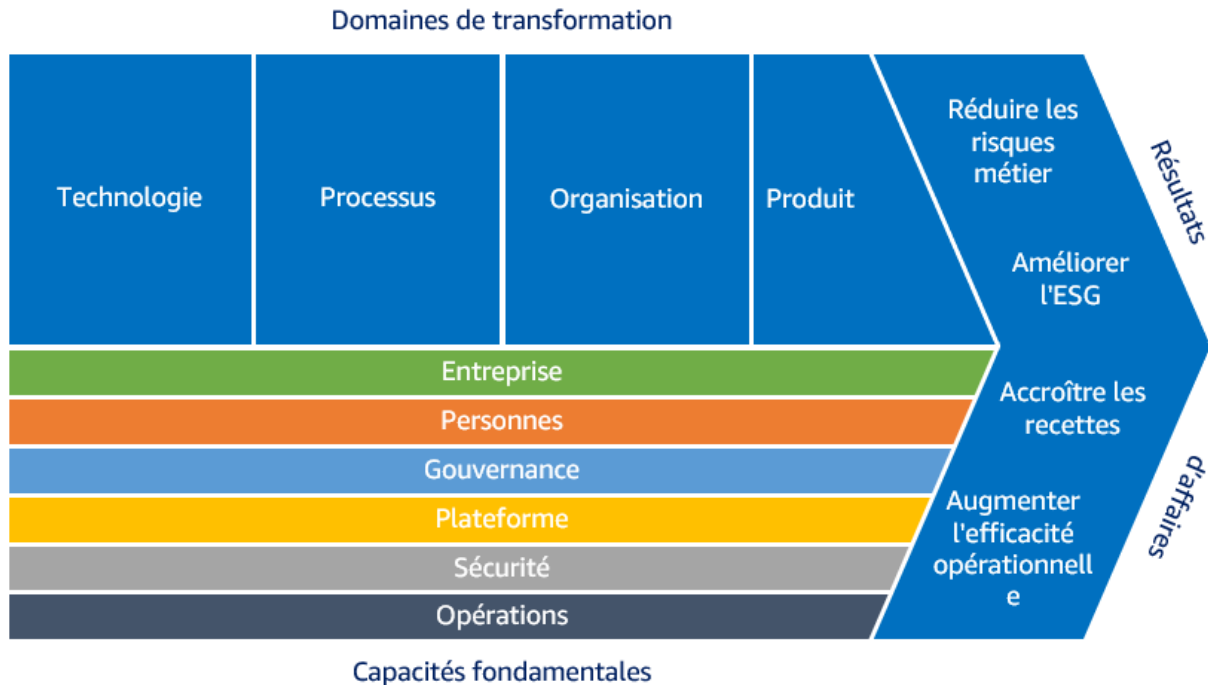 Domaines de transformation
Technologie
Processus
Organisation
Produit
Réduire les
risques
métier
Améliorer
l'ESG
Accroître les
recettes
Augmenter
l'efficacité
opérationnell
e
Résultats
d'affaires
Entreprise
Personnes
Gouvernance
Plateforme
Sécurité
Opérations
Capacités fondamentales